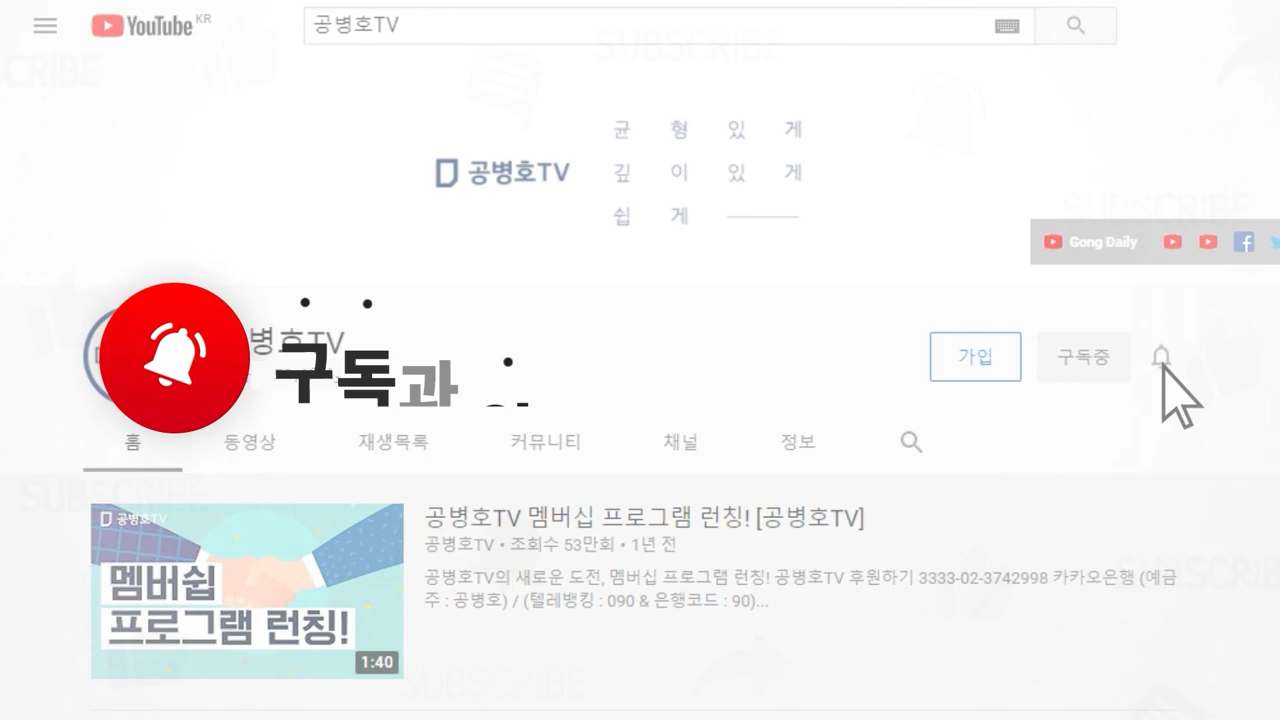 YouTube KR
공병호TV
SUBSCRIBE
균 형 있 게
공병호TV
깊 이 있 게
쉽 게
SUBSCRIBE
Gong Daily
병호TV
구독과
가입
구독중
홈 동영상 재생목록 커뮤니티 채널 정보
SUBSCRIBE
공병호TV
멤버쉽
프로그램 런칭!
1:40
공병호TV 멤버십 프로그램 런칭! [공병호TV]
공병호TV • 조회수 53만회 • 1년 전
공병호TV의 새로운 도전, 멤버십 프로그램 런칭! 공병호TV 후원하기 3333-02-3742998 카카오은행 (예금
주 : 공병호) / (텔레뱅킹 : 090 & 은행코드 : 90)...
SUBSCRIBE